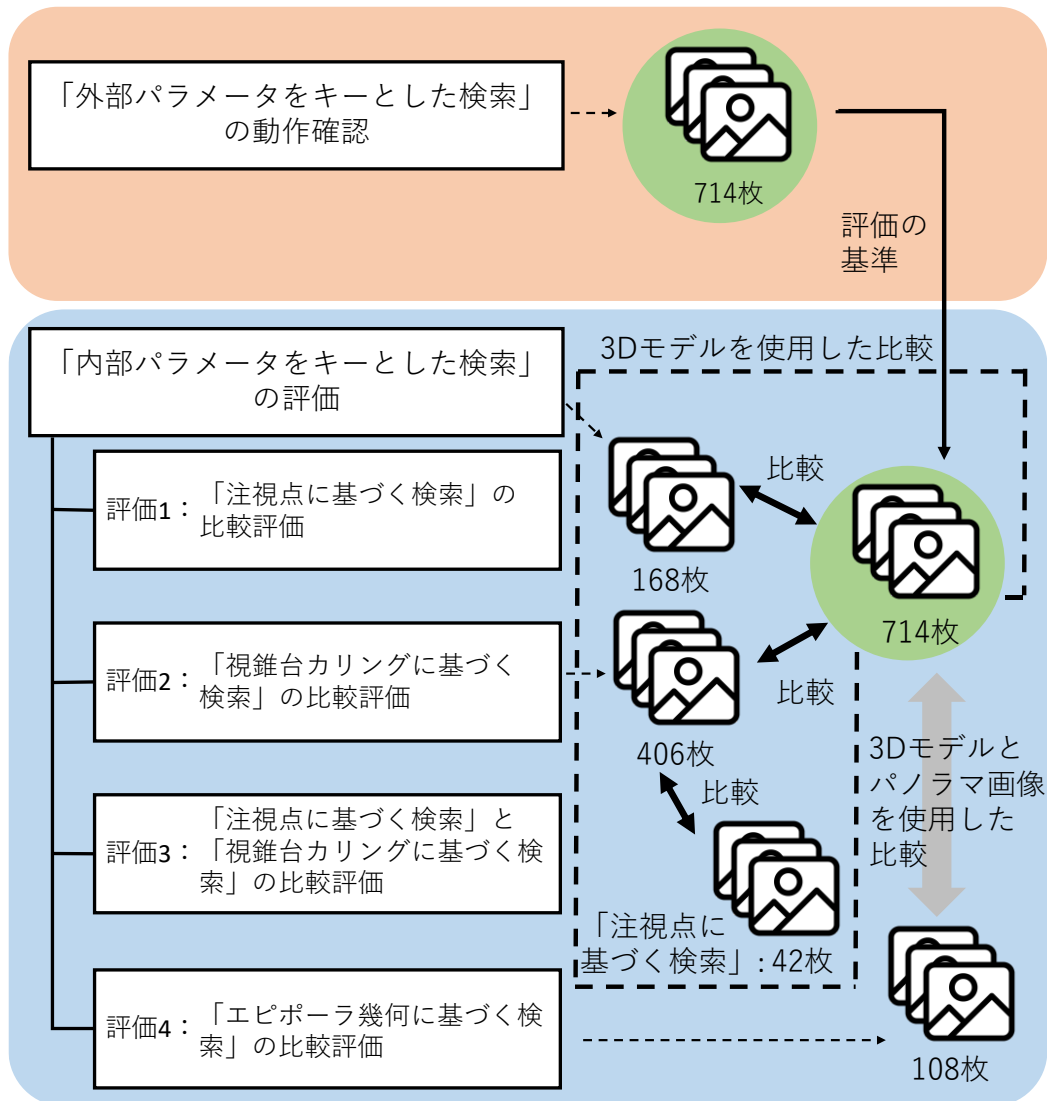 「外部パラメータをキーとした検索」
の動作確認
714枚
評価の
基準
「内部パラメータをキーとした検索」
の評価
3Dモデルを使用した比較
評価1：「注視点に基づく検索」の
比較評価
比較
168枚
714枚
評価2：「視錐台カリングに基づく
検索」の比較評価
比較
406枚
3Dモデルと
パノラマ画像
を使用した
比較
比較
「注視点に基づく検索」と
評価3：「視錐台カリングに基づく検
索」の比較評価
「注視点に
基づく検索」: 42枚
評価4：「エピポーラ幾何に基づく検
索」の比較評価
108枚